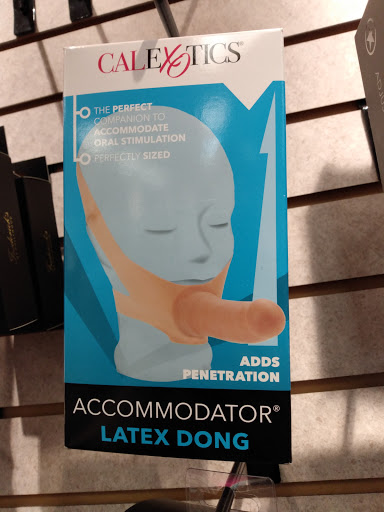 CALEXOTICS®
THE PERFECT
COMPANION TO
ACCOMMODATE
ORAL STIMULATION
PERFECTLY SIZED
ADDS
PENETRATION
ACCOMMODATOR®
LATEX DONG